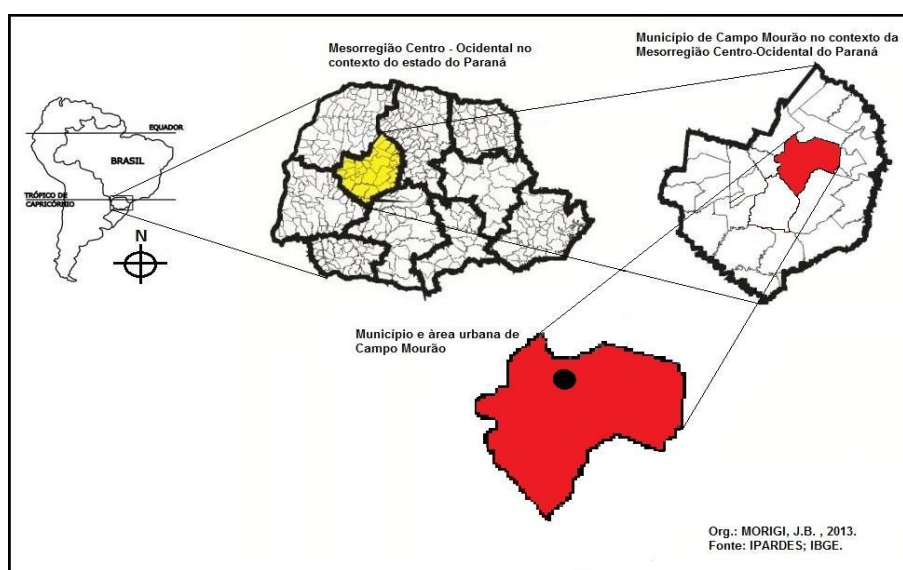 Mesorregião Centro - Ocidental no
contexto do estado do Paraná
Município de Campo Mourão no contexto da
Mesorregião Centro-Ocidental do Paraná
EQUADOR
BRASIL
TRÓPICO DE
CAPRICÓRNIO
N
Município e àrea urbana de
Campo Mourão
Org.: MORIGI, J.B. , 2013.
Fonte: IPARDES; IBGE.